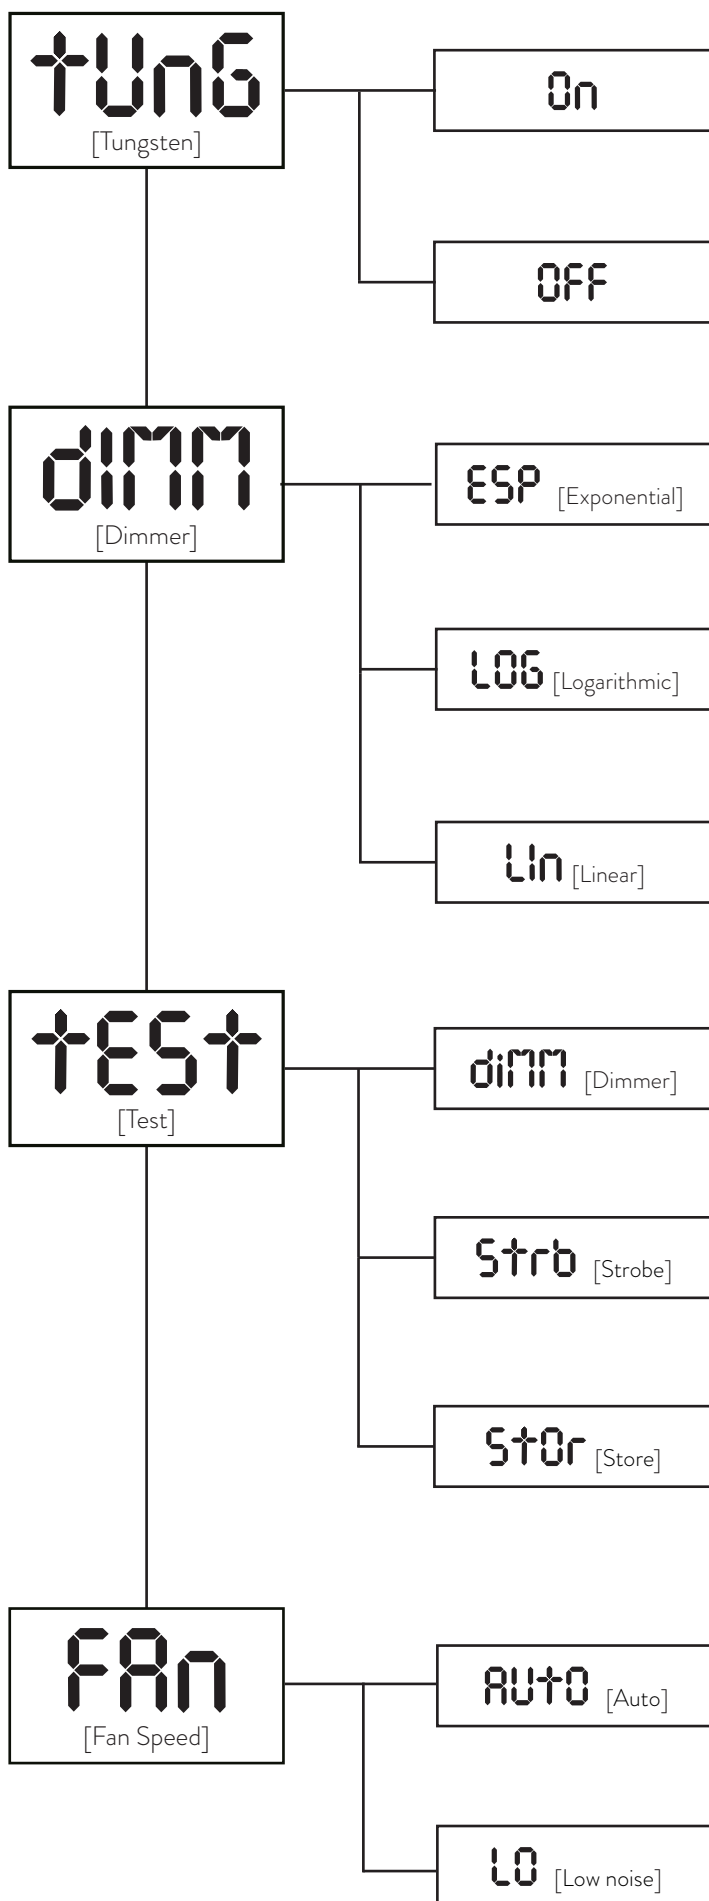 tUnG
[Tungsten]
On
OFF
dIMM
[Dimmer]
ESP [Exponential]
LOG [Logarithmic]
LIn [Linear]
tESt
[Test]
diMM [Dimmer]
Strb [Strobe]
StOr [Store]
FAn
[Fan Speed]
AUtO [Auto]
LO [Low noise]